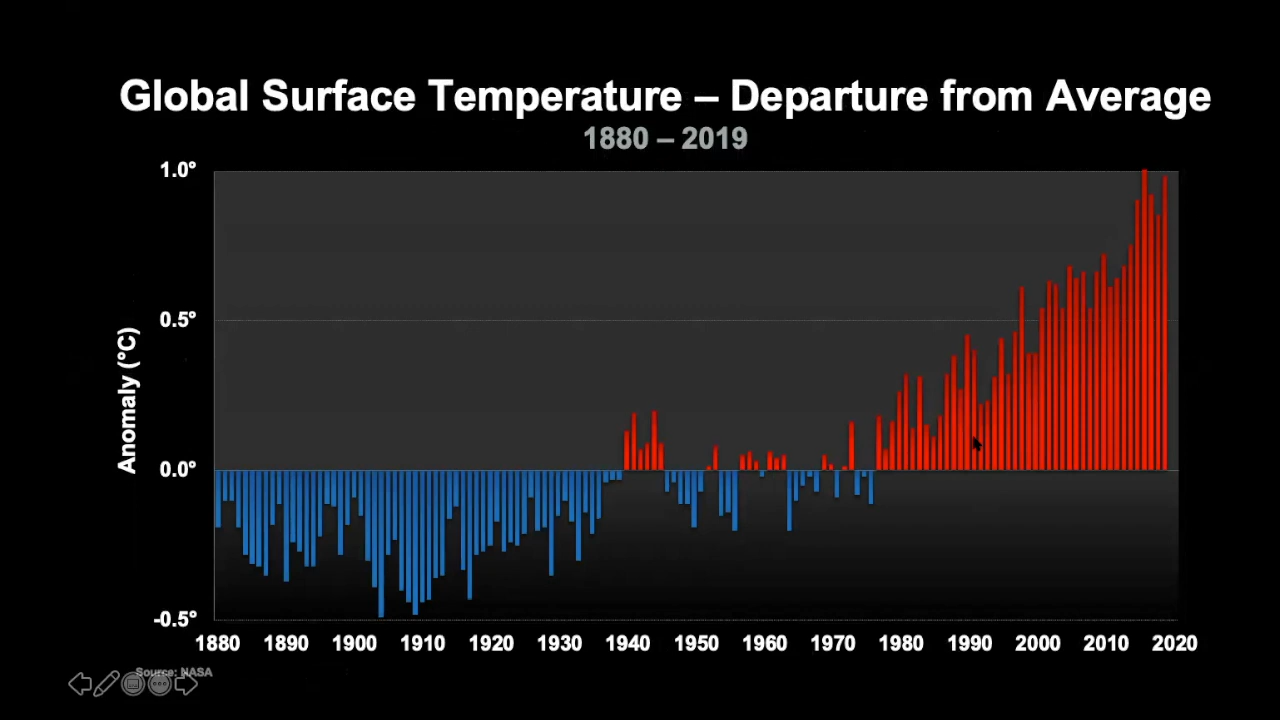 Global Surface Temperature – Departure from Average
1880 – 2019
1.0°
0.5°
0.0°
-0.5°
Anomaly (°C)
1880 1890 1900 1910 1920 1930 1940 1950 1960 1970 1980 1990 2000 2010 2020
Source: NASA